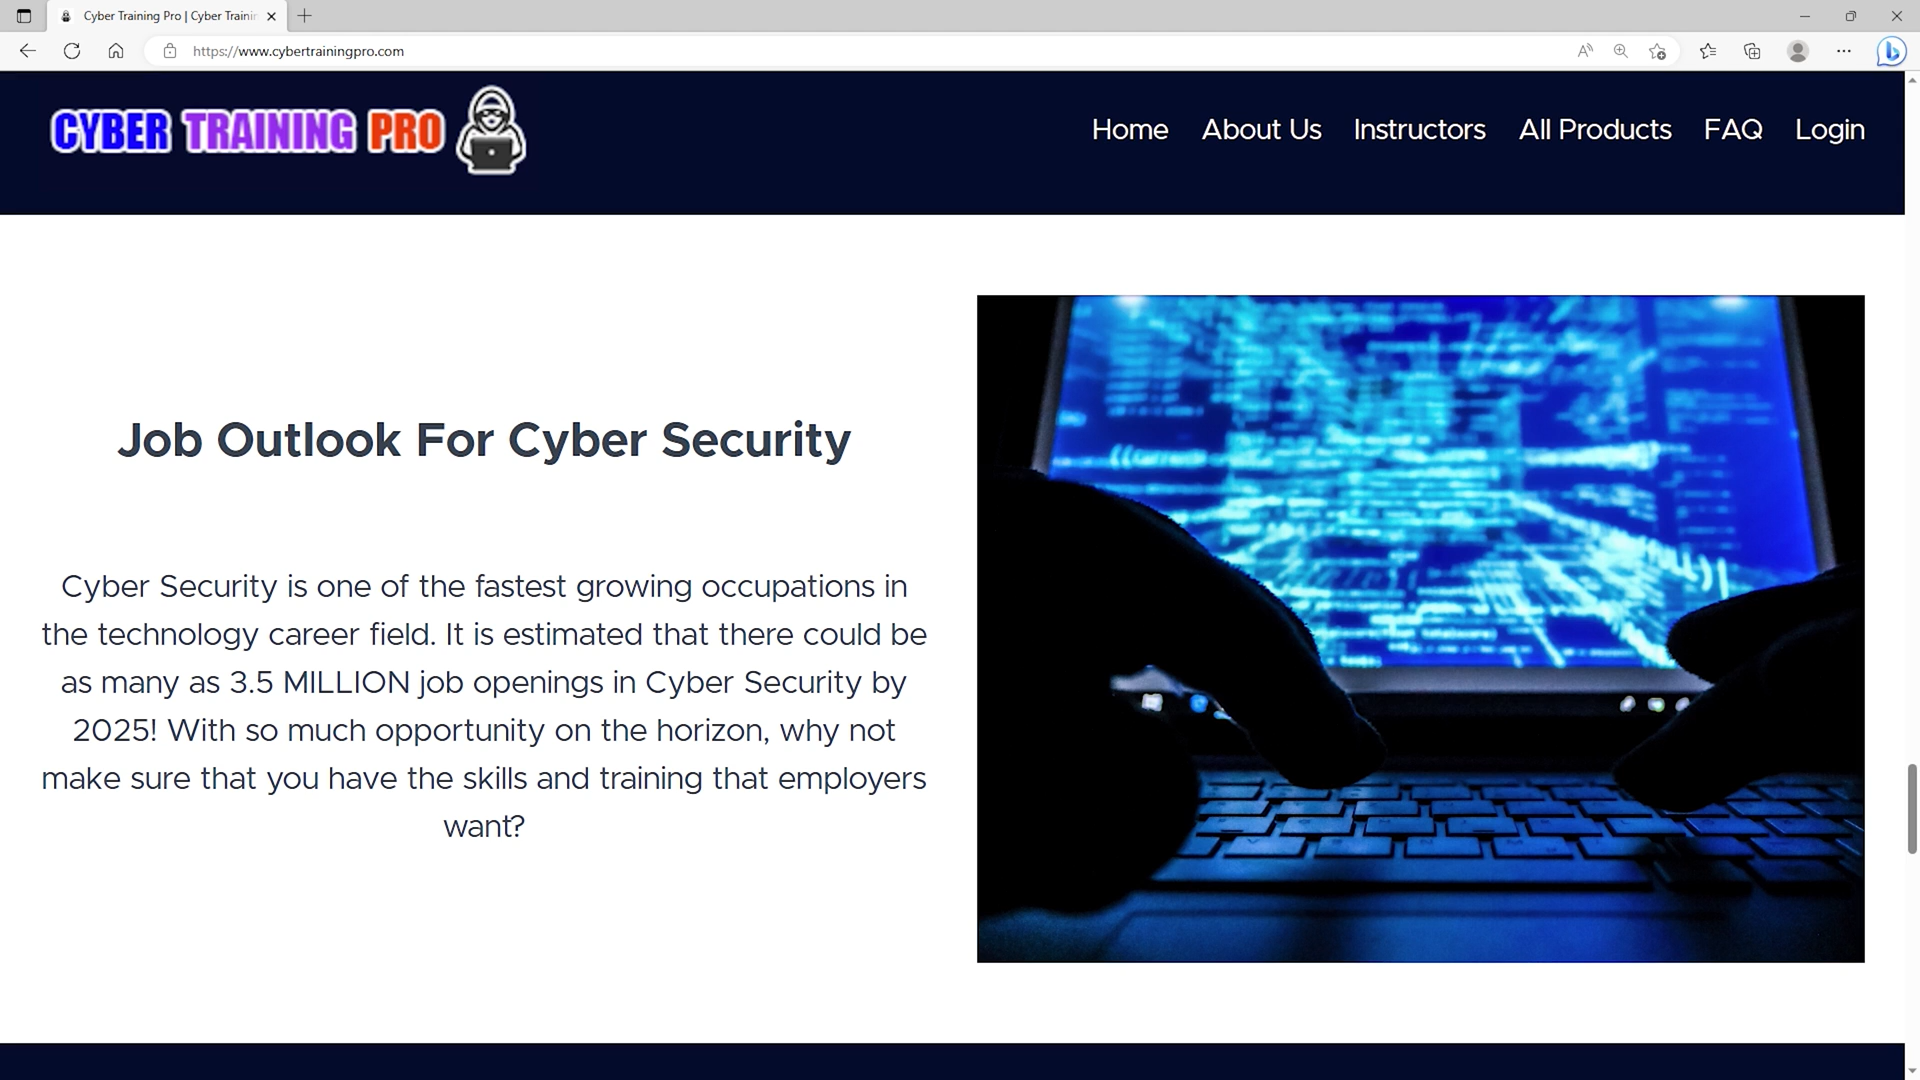 Cyber Training Pro | Cyber Trainin
https://www.cybertrainingpro.com
CYBER TRAINING PRO
Home About Us Instructors All Products FAQ Login
Job Outlook For Cyber Security
Cyber Security is one of the fastest growing occupations in
the technology career field. It is estimated that there could be
as many as 3.5 MILLION job openings in Cyber Security by
2025! With so much opportunity on the horizon, why not
make sure that you have the skills and training that employers
want?